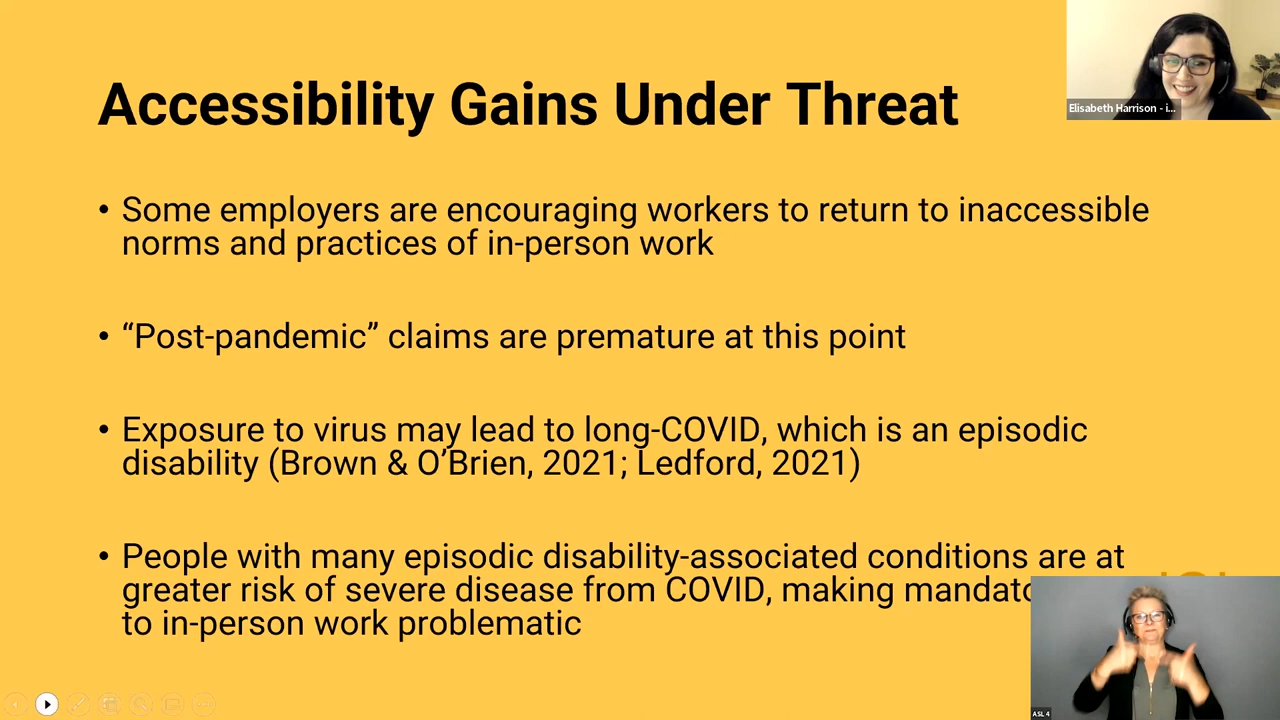 Accessibility Gains Under Threat
Elisabeth Harrison - i...
• Some employers are encouraging workers to return to inaccessible
norms and practices of in-person work
• “Post-pandemic” claims are premature at this point
• Exposure to virus may lead to long-COVID, which is an episodic
disability (Brown & O’Brien, 2021; Ledford, 2021)
• People with many episodic disability-associated conditions are at
greater risk of severe disease from COVID, making
to in-person work problematic
ASL 4